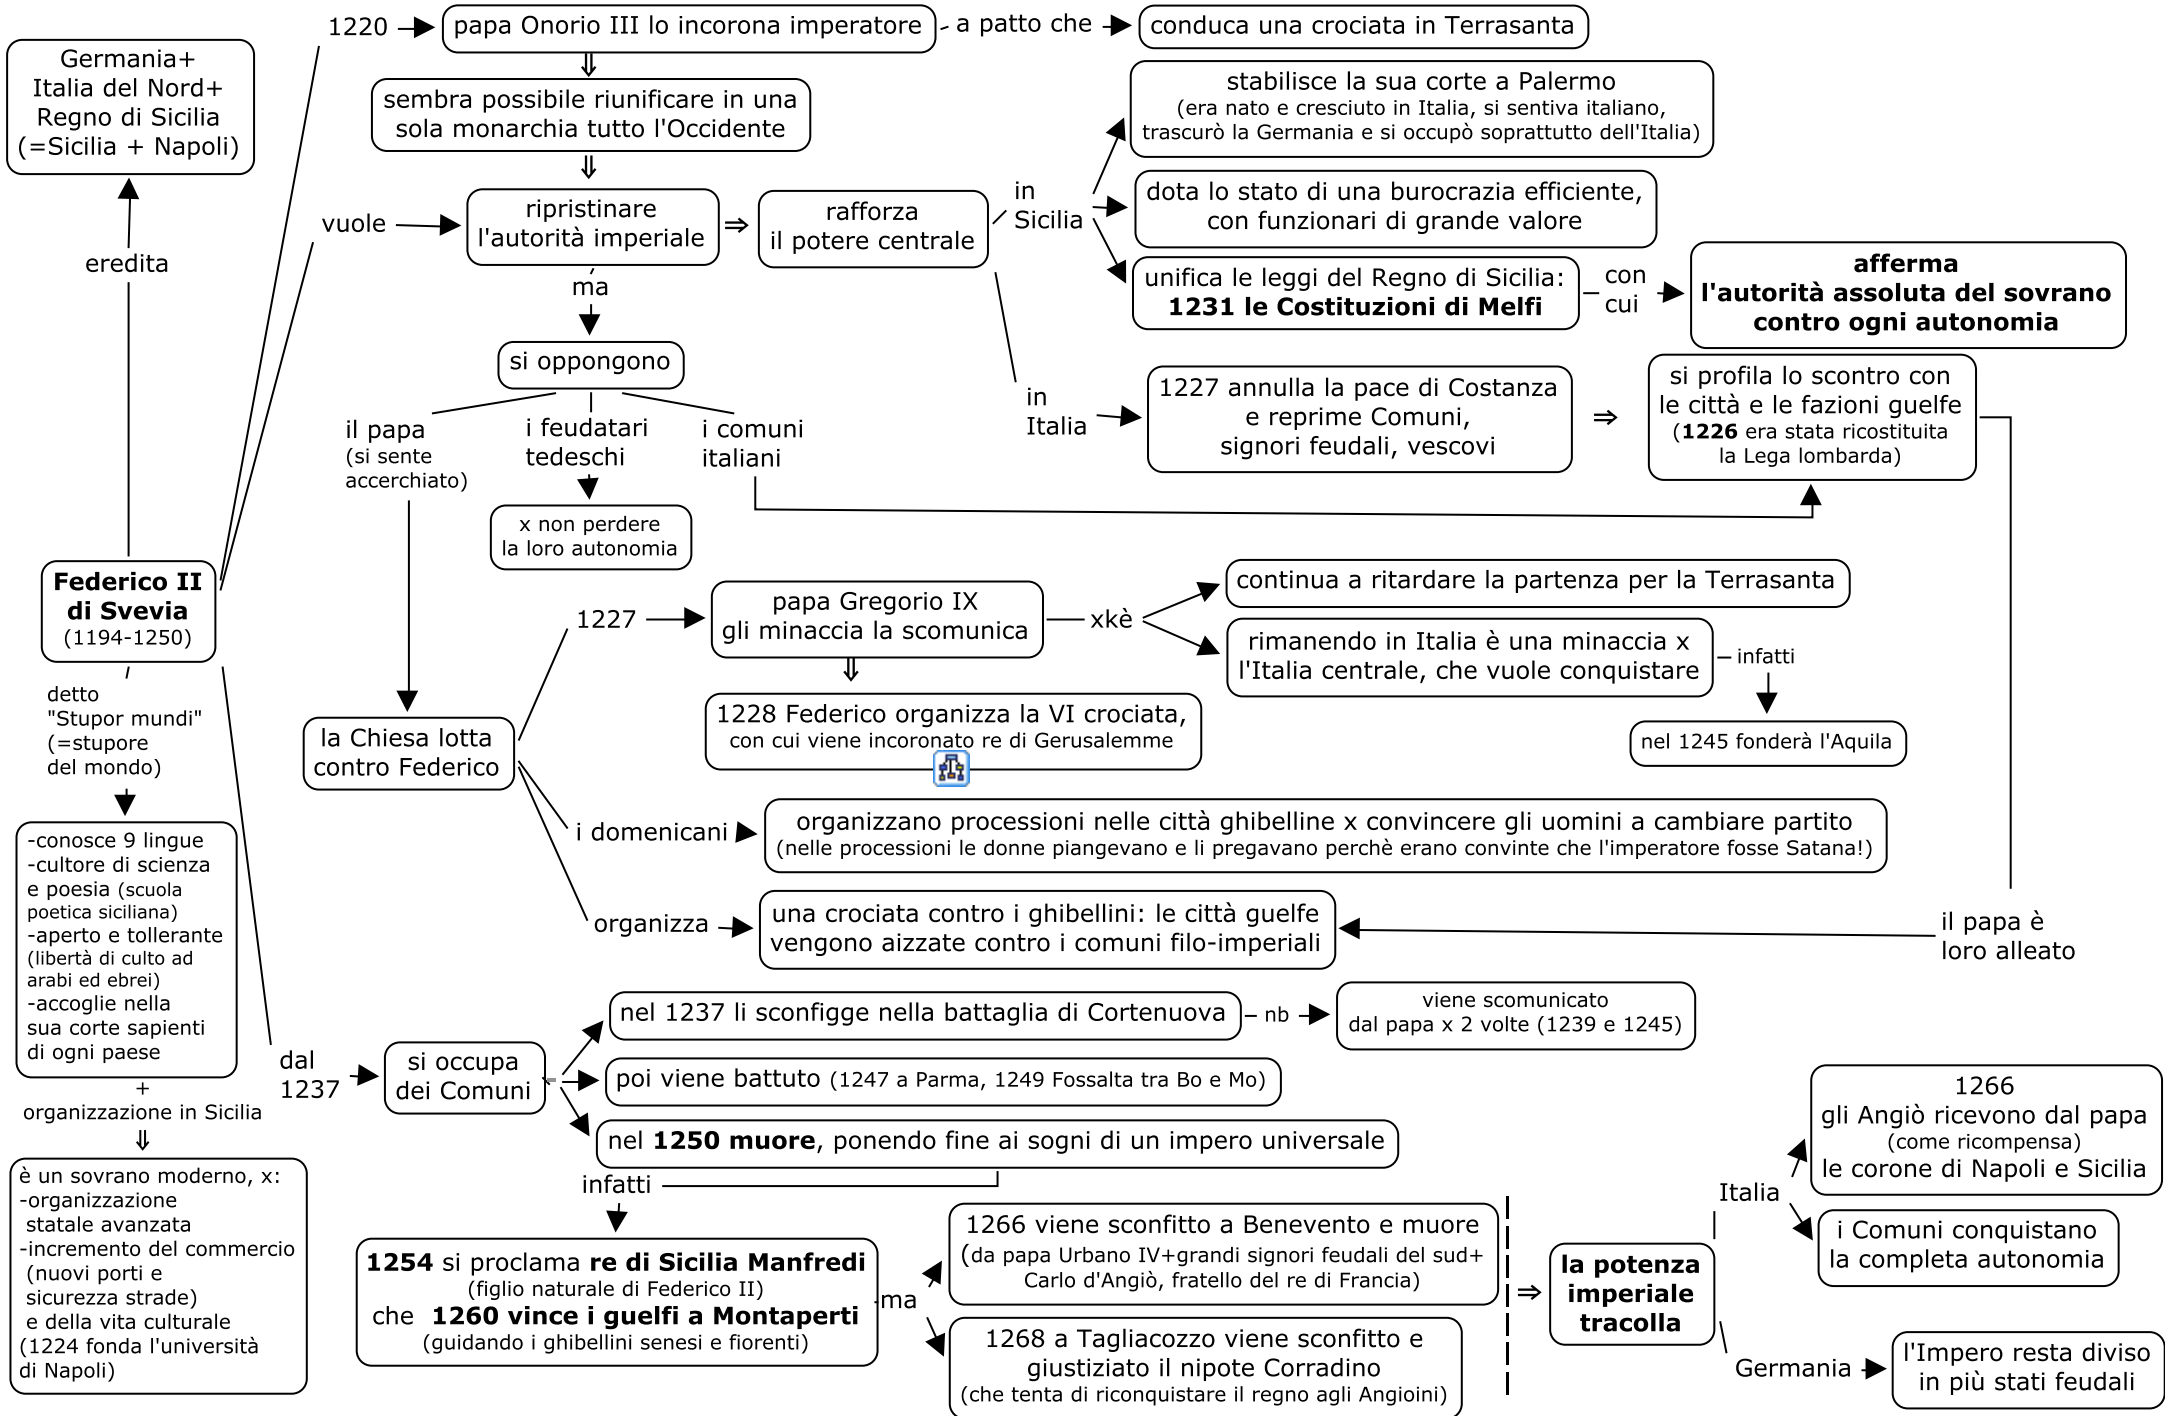 1220
papa Onorio III lo incorona imperatore
a patto che
conduca una crociata in Terrasanta
Germania+
Italia del Nord+
Regno di Sicilia
(=Sicilia + Napoli)
eredita
sembra possibile riunificare in una
sola monarchia tutto l'Occidente
vuole
ripristinare
l'autorità imperiale
rafforza
il potere centrale
in
Sicilia
stabilisce la sua corte a Palermo
(era nato e cresciuto in Italia, si sentiva italiano,
trascurò la Germania e si occupò soprattutto dell'Italia)
dota lo stato di una burocrazia efficiente,
con funzionari di grande valore
unifica le leggi del Regno di Sicilia:
1231 le Costituzioni di Melfi
con
cui
afferma
l'autorità assoluta del sovrano
contro ogni autonomia
ma
si oppongono
il papa
(si sente
accerchiato)
i feudatari
tedeschi
i comuni
italiani
x non perdere
la loro autonomia
in
Italia
1227 annulla la pace di Costanza
e reprime Comuni,
signori feudali, vescovi
si profila lo scontro con
le città e le fazioni guelfe
(1226 era stata ricostituita
la Lega lombarda)
Federico II
di Svevia
(1194-1250)
1227
papa Gregorio IX
gli minaccia la scomunica
xkè
continua a ritardare la partenza per la Terrasanta
rimanendo in Italia è una minaccia x
l'Italia centrale, che vuole conquistare
infatti
nel 1245 fonderà l'Aquila
1228 Federico organizza la VI crociata,
con cui viene incoronato re di Gerusalemme
la Chiesa lotta
contro Federico
detto
"Stupor mundi"
(=stupore
del mondo)
i domenicani
organizzano processioni nelle città ghibelline x convincere gli uomini a cambiare partito
(nelle processioni le donne piangevano e li pregavano perchè erano convinte che l'imperatore fosse Satana!)
organizza
una crociata contro i ghibellini: le città guelfe
vengono aizzate contro i comuni filo-imperiali
il papa è
loro alleato
-conosce 9 lingue
-cultore di scienza
e poesia (scuola
poetica siciliana)
-aperto e tollerante
(libertà di culto ad
arabi ed ebrei)
-accoglie nella
sua corte sapienti
di ogni paese
+
organizzazione in Sicilia
è un sovrano moderno, x:
-organizzazione
statale avanzata
-incremento del commercio
(nuovi porti e
sicurezza strade)
e della vita culturale
(1224 fonda l'università
di Napoli)
dal
1237
si occupa
dei Comuni
nel 1237 li sconfigge nella battaglia di Cortenuova
nb
viene scomunicato
dal papa x 2 volte (1239 e 1245)
poi viene battuto (1247 a Parma, 1249 Fossalta tra Bo e Mo)
nel 1250 muore, ponendo fine ai sogni di un impero universale
infatti
1254 si proclama re di Sicilia Manfredi
(figlio naturale di Federico II)
che 1260 vince i guelfi a Montaperti
(guidando i ghibellini senesi e fiorenti)
ma
1266 viene sconfitto a Benevento e muore
(da papa Urbano IV+grandi signori feudali del sud+
Carlo d'Angiò, fratello del re di Francia)
1268 a Tagliacozzo viene sconfitto e
giustiziato il nipote Corradino
(che tenta di riconquistare il regno agli Angioini)
la potenza
imperiale
tracolla
Italia
1266
gli Angiò ricevono dal papa
(come ricompensa)
le corone di Napoli e Sicilia
i Comuni conquistano
la completa autonomia
Germania
l'Impero resta diviso
in più stati feudali